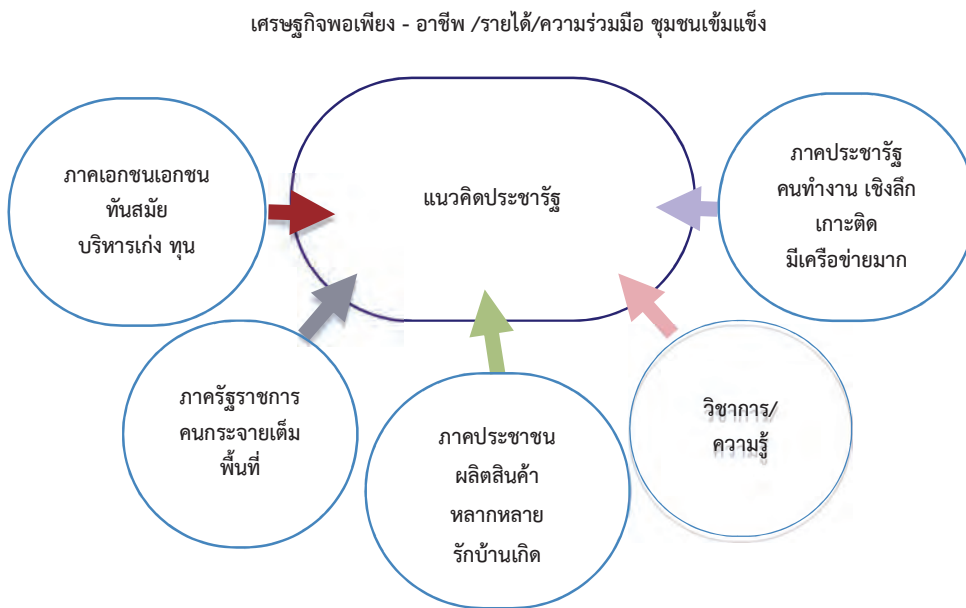 เศรษฐกิจพอเพียง - อาชีพ /รายได้/ความร่วมมือ ชุมชนเข้มแข็ง
ภาคเอกชนเอกชน
ทันสมัย
บริหารเก่ง ทุน
แนวคิดประชารัฐ
ภาคประชารัฐ
คนทำงาน เชิงลึก
เกาะติด
มีเครือข่ายมาก
ภาครัฐราชการ
คนกระจายเต็ม
พื้นที่
ภาคประชาชน
ผลิตสินค้า
หลากหลาย
รักบ้านเกิด
วิชาการ/
ความรู้